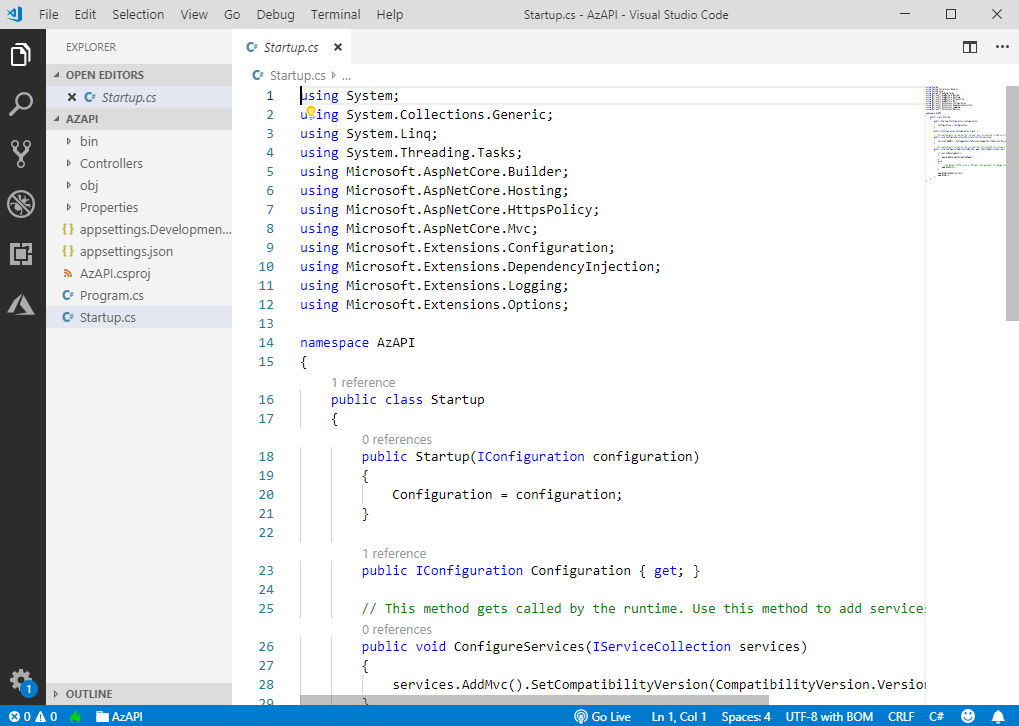 File Edit Selection View Go Debug Terminal Help Startup.cs - AzAPI - Visual Studio Code
EXPLORER
OPEN EDITORS
C# Startup.cs
AZAPI
bin
Controllers
obj
Properties
{} appsettings.Developmen...
{} appsettings.json
AzAPI.csproj
C# Program.cs
C# Startup.cs
OUTLINE
1
C# Startup.cs
C# Startup.cs ...
1 using System;
2 using System.Collections.Generic;
3 using System.Linq;
4 using System.Threading.Tasks;
5 using Microsoft.AspNetCore.Builder;
6 using Microsoft.AspNetCore.Hosting;
7 using Microsoft.AspNetCore.HttpsPolicy;
8 using Microsoft.AspNetCore.Mvc;
9 using Microsoft.Extensions.Configuration;
10 using Microsoft.Extensions.DependencyInjection;
11 using Microsoft.Extensions.Logging;
12 using Microsoft.Extensions.Options;
13
14 namespace AzAPI
15 {
1 reference
16 public class Startup
17 {
0 references
18 public Startup(IConfiguration configuration)
19 {
20 Configuration = configuration;
21 }
22
1 reference
23 public IConfiguration Configuration { get; }
24
25 // This method gets called by the runtime. Use this method to add services
0 references
26 public void ConfigureServices(IServiceCollection services)
27 {
28 services.AddMvc().SetCompatibilityVersion(CompatibilityVersion.Version
29 }
0 0 AzAPI Go Live Ln 1, Col 1 Spaces: 4 UTF-8 with BOM CRLF C#